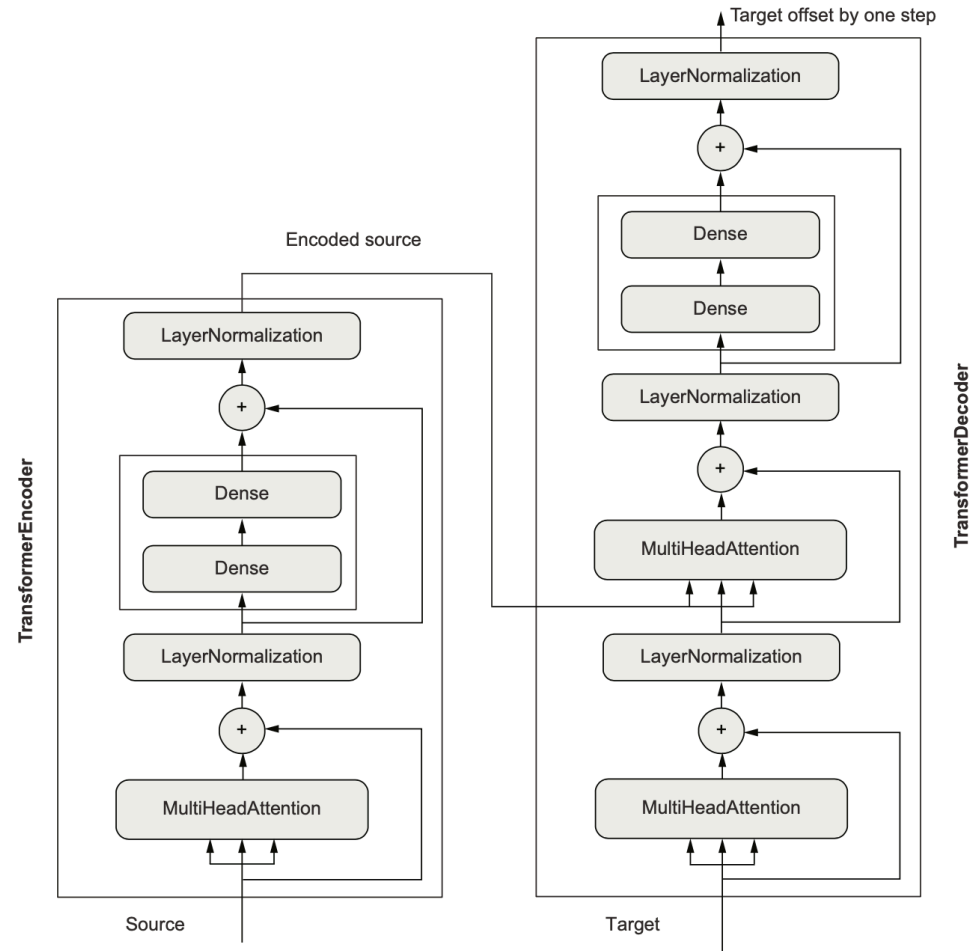 Target offset by one step
LayerNormalization
+
Dense
Dense
LayerNormalization
+
MultiHeadAttention
LayerNormalization
+
MultiHeadAttention
Target
TransformerDecoder
Encoded source
LayerNormalization
+
Dense
Dense
LayerNormalization
+
MultiHeadAttention
Source
TransformerEncoder